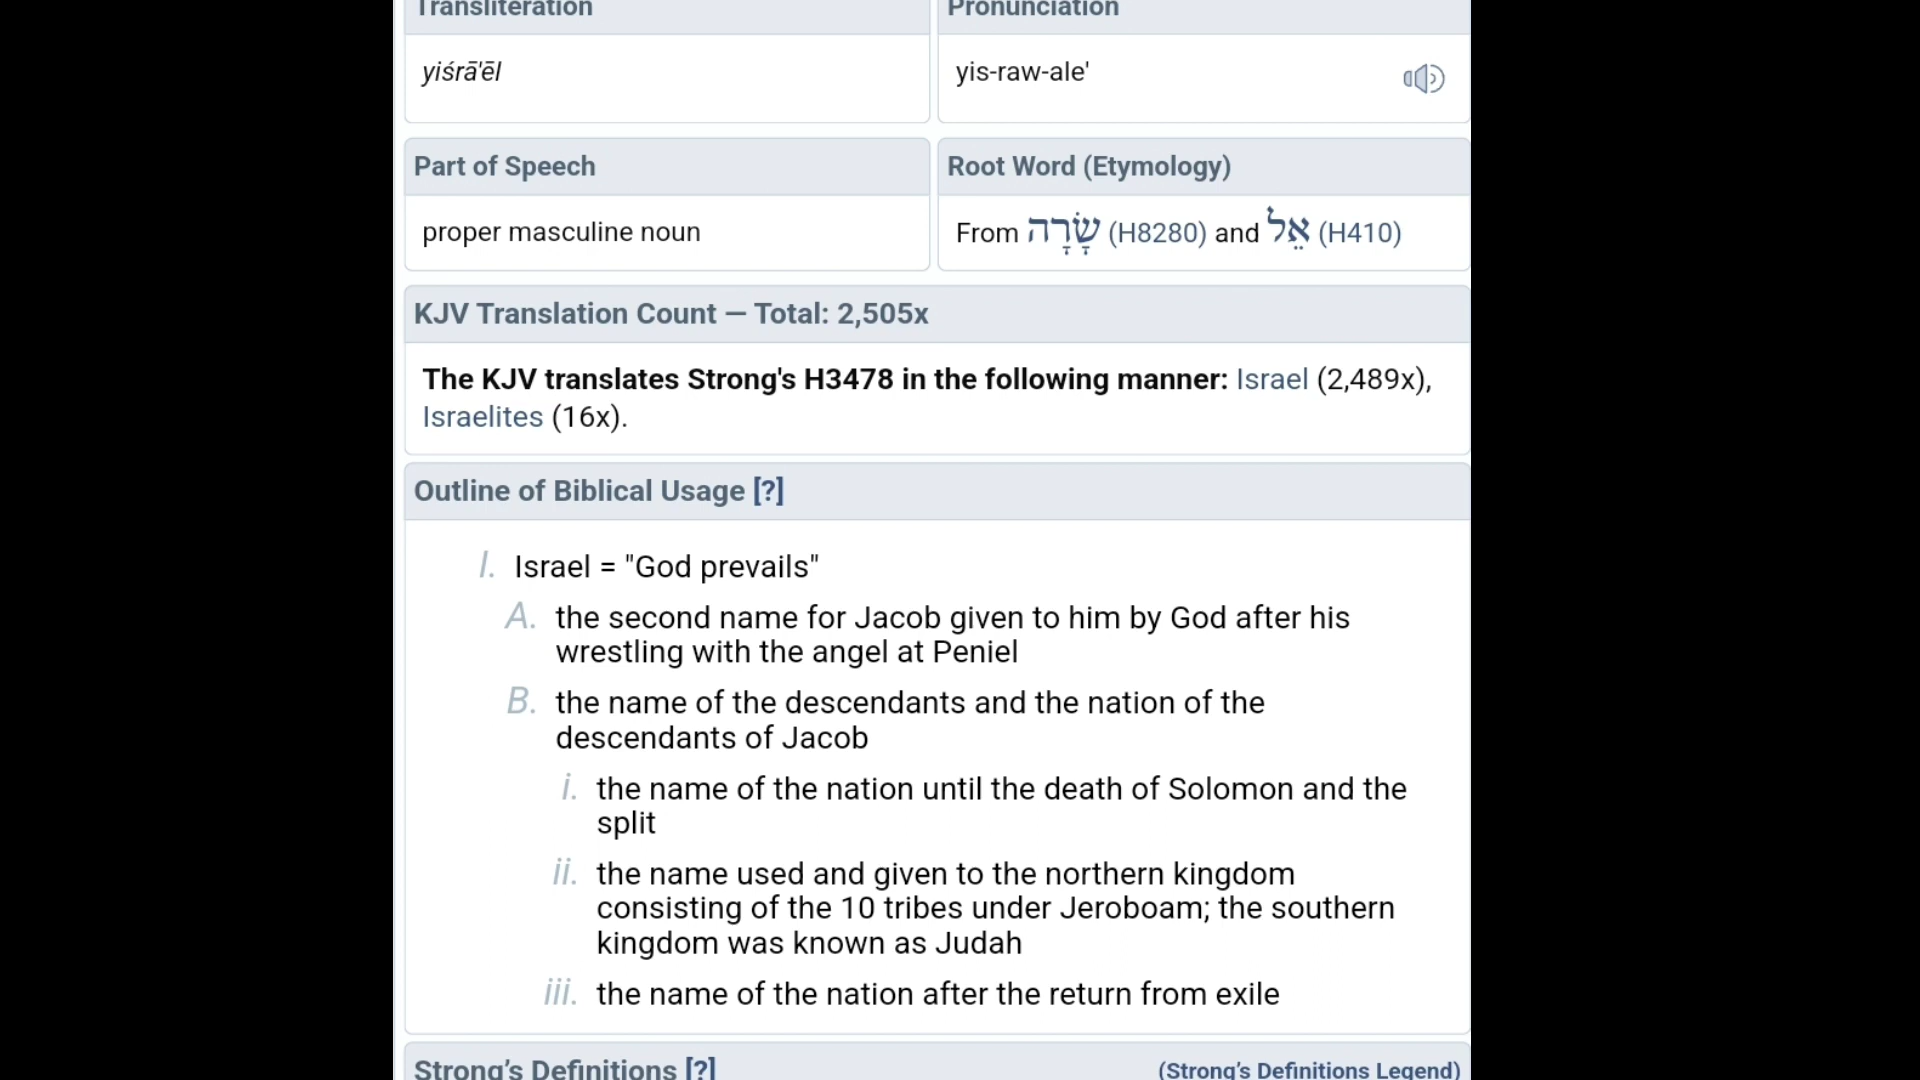 Transliteration
Pronunciation
yiśrā'ēl
yis-raw-ale'
Part of Speech
Root Word (Etymology)
proper masculine noun
From שָׂרָה (H8280) and אֵל (H410)
KJV Translation Count — Total: 2,505x
The KJV translates Strong's H3478 in the following manner: Israel (2,489x),
Israelites (16x).
Outline of Biblical Usage [?]
I. Israel = "God prevails"
A. the second name for Jacob given to him by God after his
wrestling with the angel at Peniel
B. the name of the descendants and the nation of the
descendants of Jacob
i. the name of the nation until the death of Solomon and the
split
ii. the name used and given to the northern kingdom
consisting of the 10 tribes under Jeroboam; the southern
kingdom was known as Judah
iii. the name of the nation after the return from exile
Strong’s Definitions [?]
(Strong’s Definitions Legend)